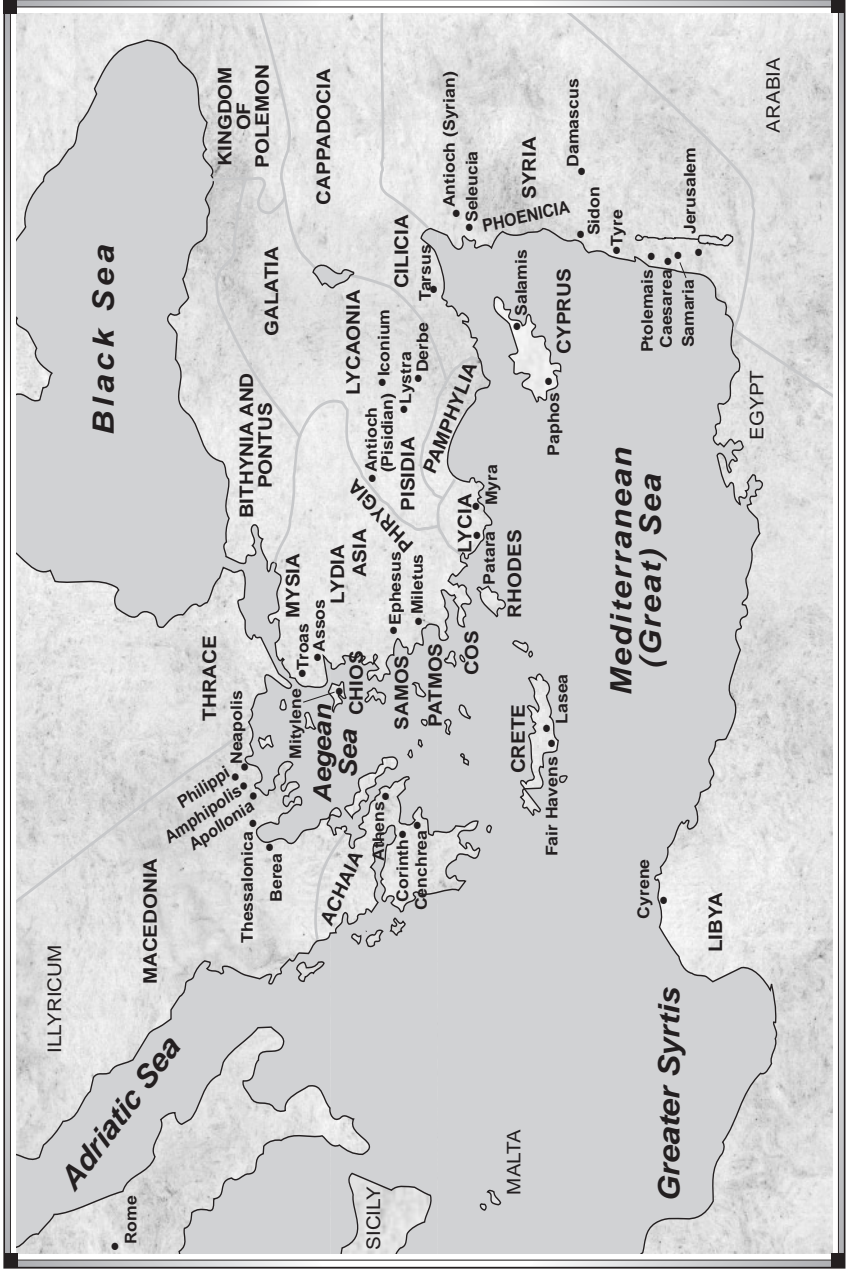 ILLYRICUM
Adriatic Sea
Rome
MACEDONIA
THRACE
Black Sea
Philippi
Neapolis
Amphipolis
Apollonia
Thessalonica
Berea
BITHYNIA AND
PONTUS
GALATIA
KINGDOM
OF
POLEMON
CAPPADOCIA
MYSIA
Troas
Assos
Mitylene
Aegean
Sea
CHIOS
LYDIA
ASIA
PHRYGIA
Antioch
(Pisidian)
PISIDIA
LYCAONIA
Iconium
Lystra
Derbe
CILICIA
Tarsus
PAMPHYLIA
ACHAIA
Athens
Corinth
Cenchrea
SAMOS
PATMOS
COS
Ephesus
Miletus
LYCIA
Patara
Myra
RHODES
Antioch (Syrian)
Seleucia
SYRIA
PHOENICIA
Damascus
Sidon
Tyre
Salamis
CYPRUS
Paphos
SICILY
MALTA
CRETE
Fair Havens
Lasea
Mediterranean
(Great) Sea
Ptolemais
Caesarea
Samaria
Jerusalem
ARABIA
EGYPT
Cyrene
LIBYA
Greater Syrtis